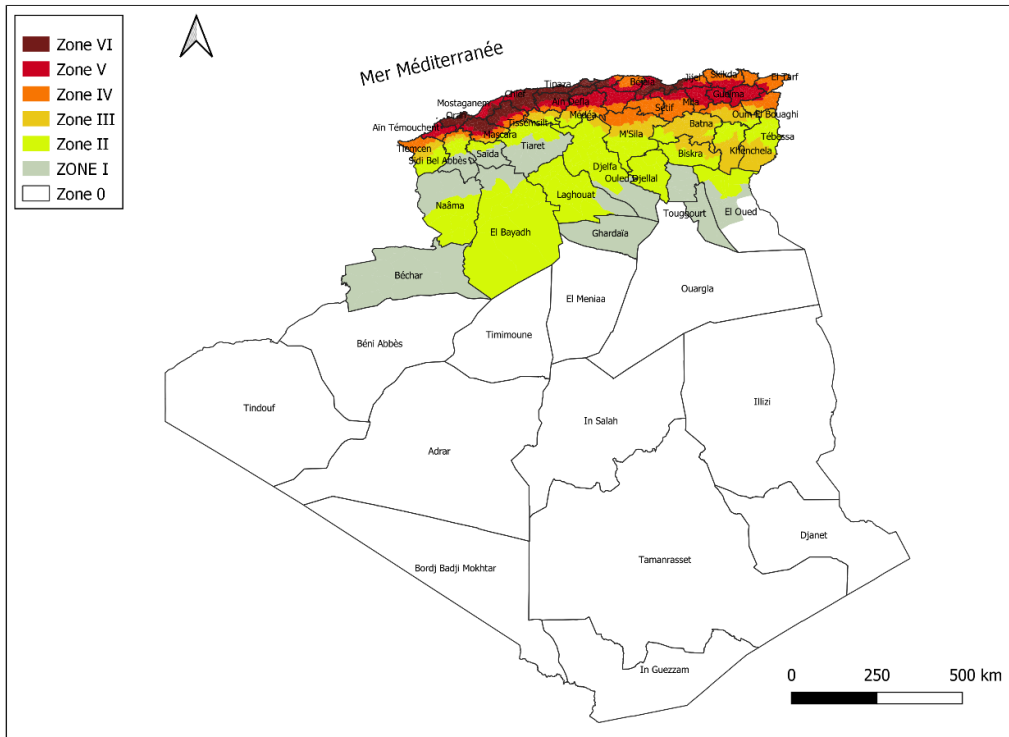 Zone VI
Zone V
Zone IV
Zone III
Zone II
ZONE I
Zone 0
Mer Méditerranée
Tipaza
Béjaia
Jijel
Skikda
El Tarf
Chlef
Mostaganem
Oran
Aïn Defla
Mila
Guelma
Aïn Témouchent
Tissemsilt
Médéa
Sétif
Oum El Bouaghi
Tlemcen
Mascara
M'Sila
Batna
Tébessa
Sidi Bel Abbès
Saïda
Tiaret
Djelfa
Biskra
Khenchela
Ouled Djellal
Naâma
Laghouat
Touggourt
El Oued
El Bayadh
Ghardaïa
Béchar
El Meniaa
Ouargla
Béni Abbès
Timimoune
Tindouf
Adrar
In Salah
Illizi
Djanet
Bordj Badji Mokhtar
Tamanrasset
In Guezzam
0 250 500 km